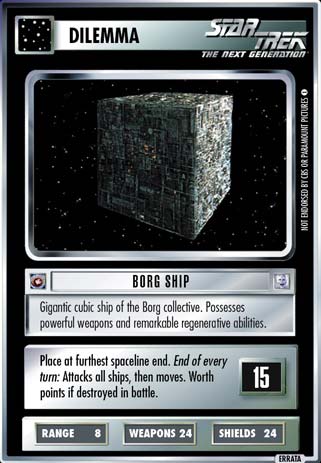 DILEMMA
STAR TREK
THE NEXT GENERATION
NOT ENDORSED BY CBS OR PARAMOUNT PICTURES
BORG SHIP
Gigantic cubic ship of the Borg collective. Possesses
powerful weapons and remarkable regenerative abilities.
Place at furthest spaceline end. End of every
turn: Attacks all ships, then moves. Worth
points if destroyed in battle.
15
RANGE 8 WEAPONS 24 SHIELDS 24
ERRATA